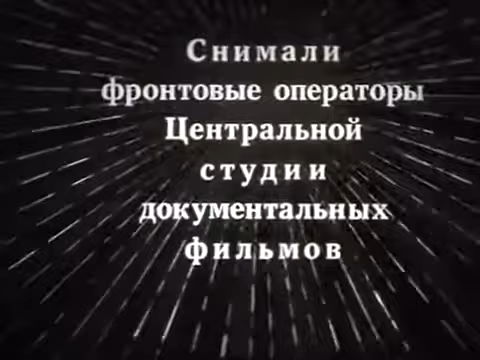 Снимали
фронтовые операторы
Центральной
студии
документальных
фильмов